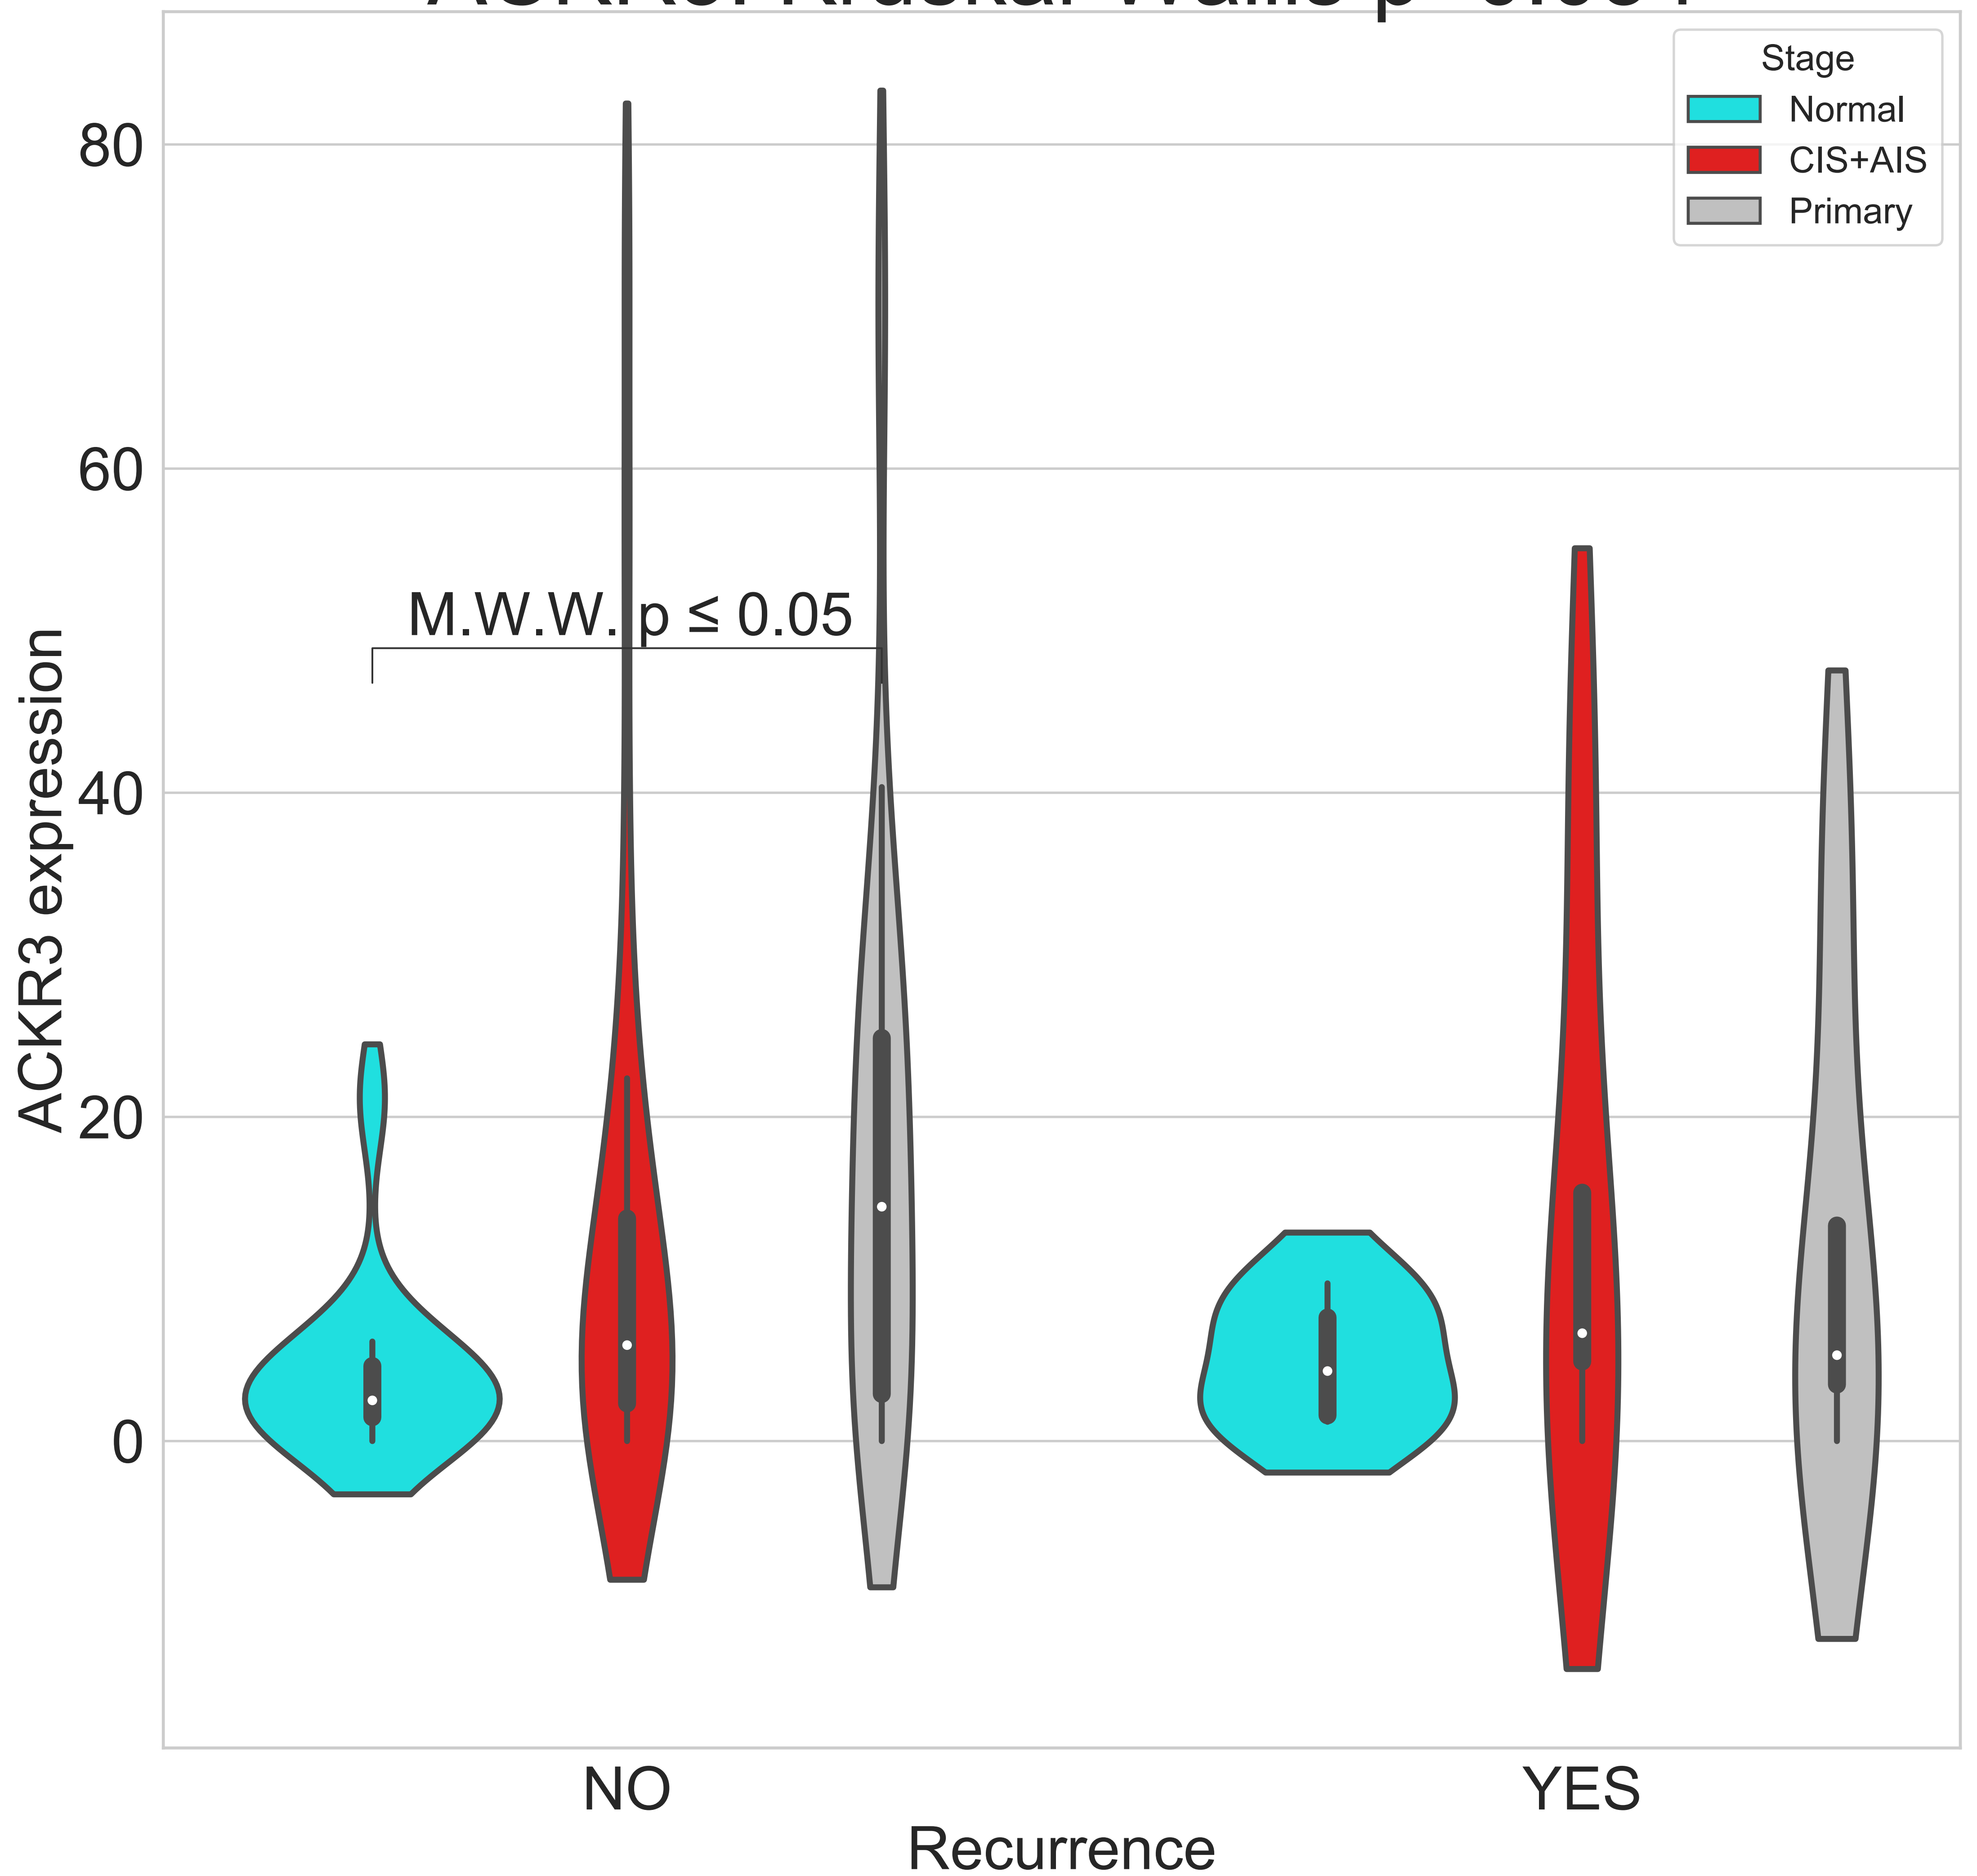 Stage
Normal
CIS+AIS
Primary
80
60
40
20
0
ACKR3 expression
M.W.W. p ≤ 0.05
NO
YES
Recurrence